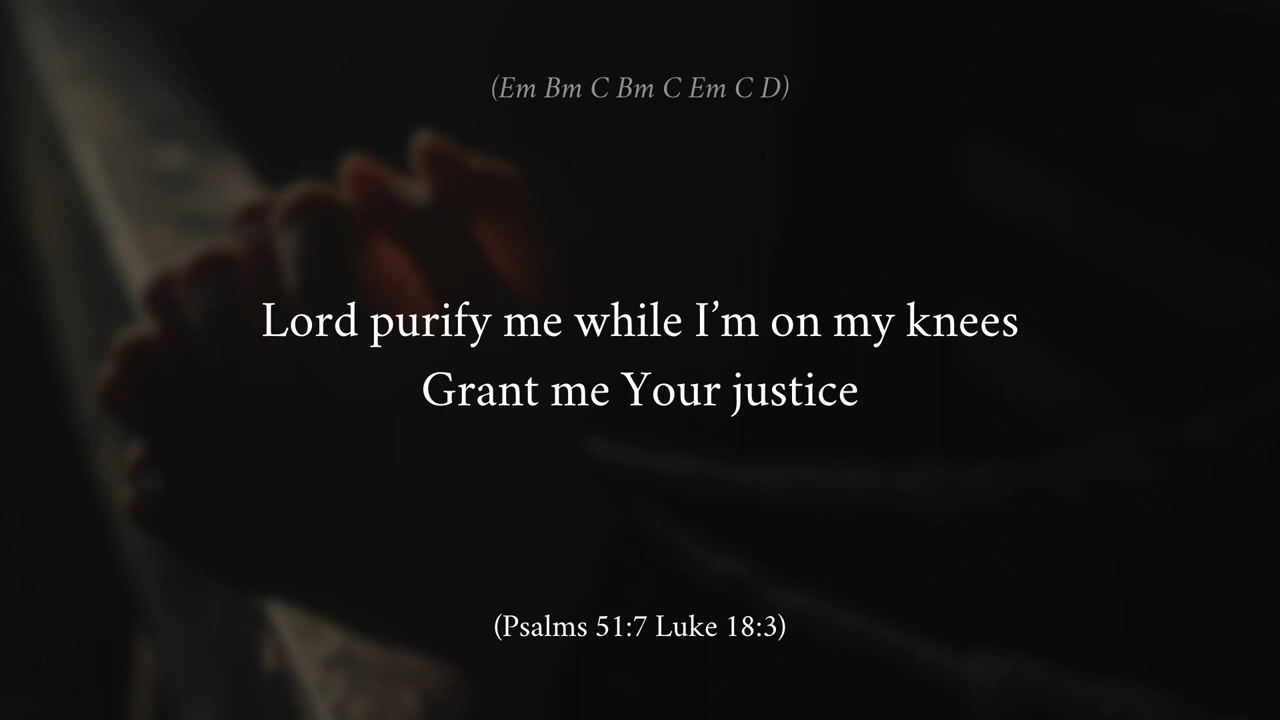 (Em Bm C Bm C Em C D)
Lord purify me while I’m on my knees
Grant me Your justice
(Psalms 51:7 Luke 18:3)